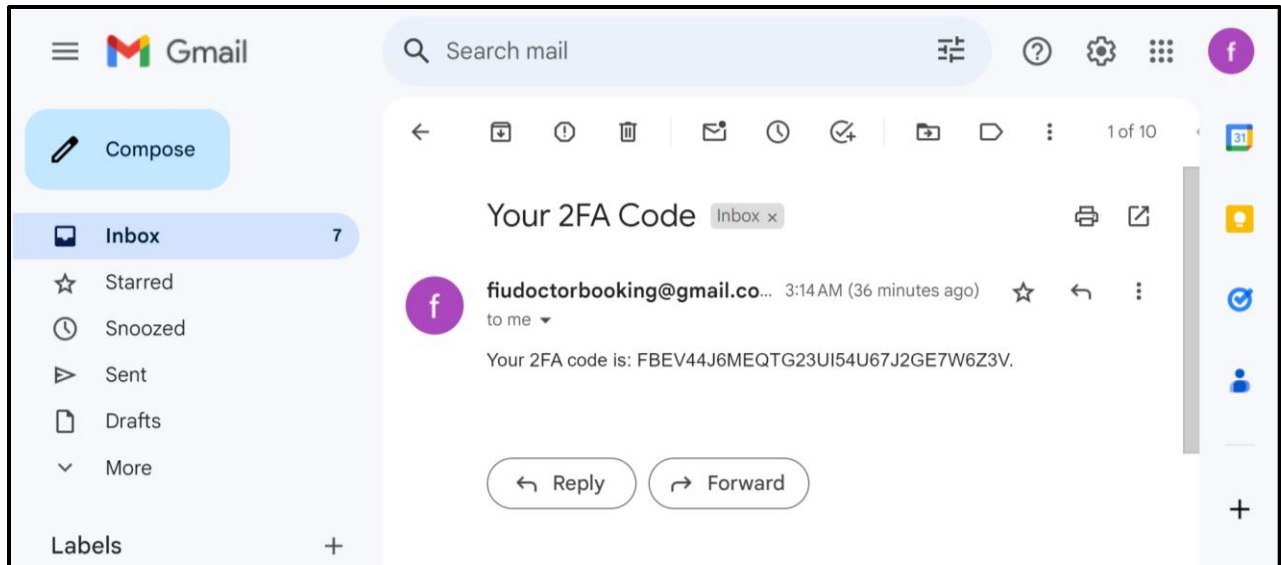 Gmail
Search mail
f
Compose
1 of 10
31
Your 2FA Code Inbox x
Inbox 7
Starred
Snoozed
Sent
Drafts
More
f
fiudoctorbooking@gmail.co... 3:14 AM (36 minutes ago)
to me
Your 2FA code is: FBEV44J6MEQTG23UI54U67J2GE7W6Z3V.
Reply Forward
Labels